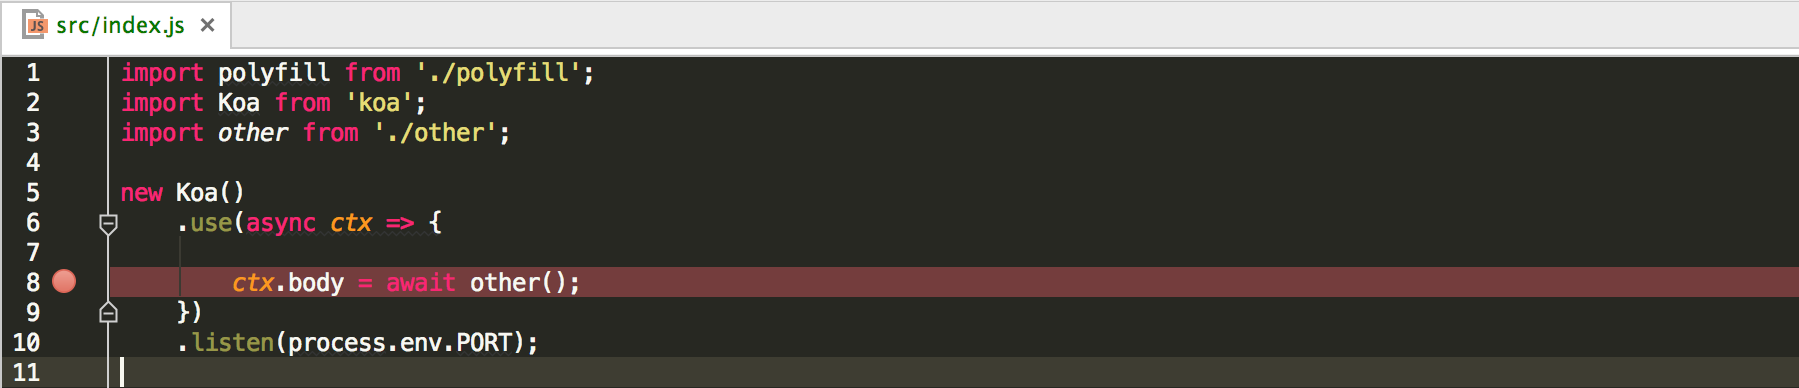 JS src/index.js ×
1 import polyfill from './polyfill';
2 import Koa from 'koa';
3 import other from './other';
4
5 new Koa()
6     .use(async ctx => {
7
8         ctx.body = await other();
9     })
10     .listen(process.env.PORT);
11